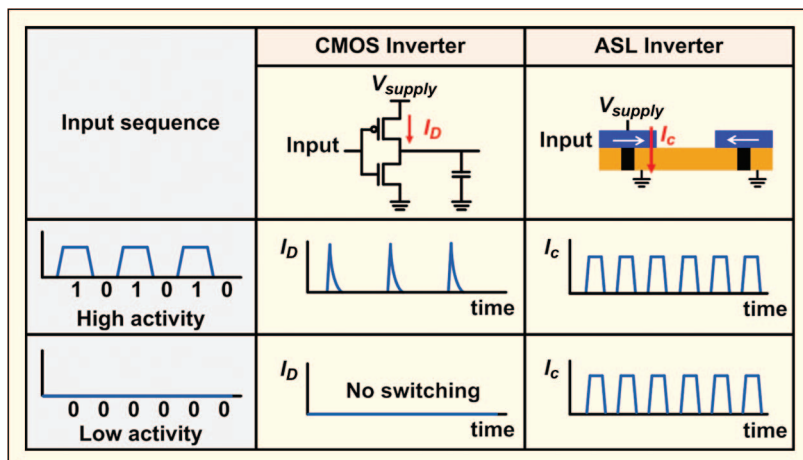 CMOS Inverter
ASL Inverter
Input sequence
Vsupply
ID
Input
Vsupply
Input
Ic
1 0 1 0 1 0
High activity
ID
time
Ic
time
0 0 0 0 0 0
Low activity
ID
No switching
time
Ic
time